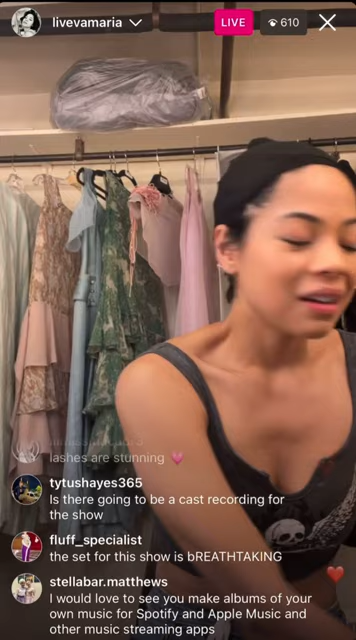 livevamaria
LIVE
610
lashes are stunning 💗
tytushayes365
Is there going to be a cast recording for
the show
fluff_specialist
the set for this show is bREATHTAKING
stellabar.matthews
I would love to see you make albums of your
own music for Spotify and Apple Music and
other music streaming apps